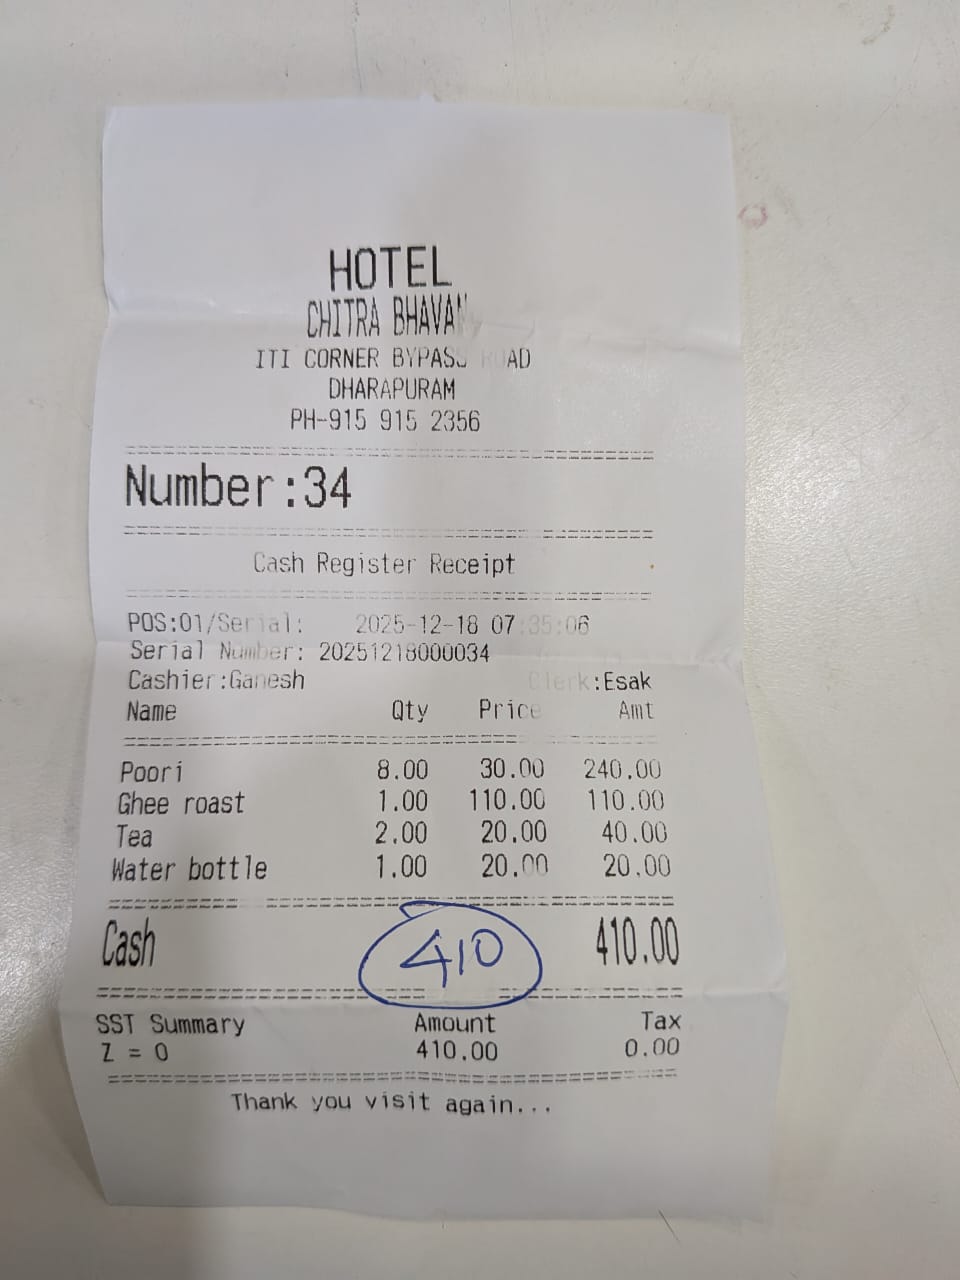 HOTEL
CHITRA BHAVAN
ITI CORNER BYPASS ROAD
DHARAPURAM
PH-915 915 2356
Number:34
Cash Register Receipt
POS:01/Serial: 2025-12-18 07:35:06
Serial Number: 20251218000034
Cashier:Ganesh Clerk:Esak
Name Qty Price Amt
Poori 8.00 30.00 240.00
Ghee roast 1.00 110.00 110.00
Tea 2.00 20.00 40.00
Water bottle 1.00 20.00 20.00
Cash 410 410.00
SST Summary Amount Tax
Z = 0 410.00 0.00
Thank you visit again...